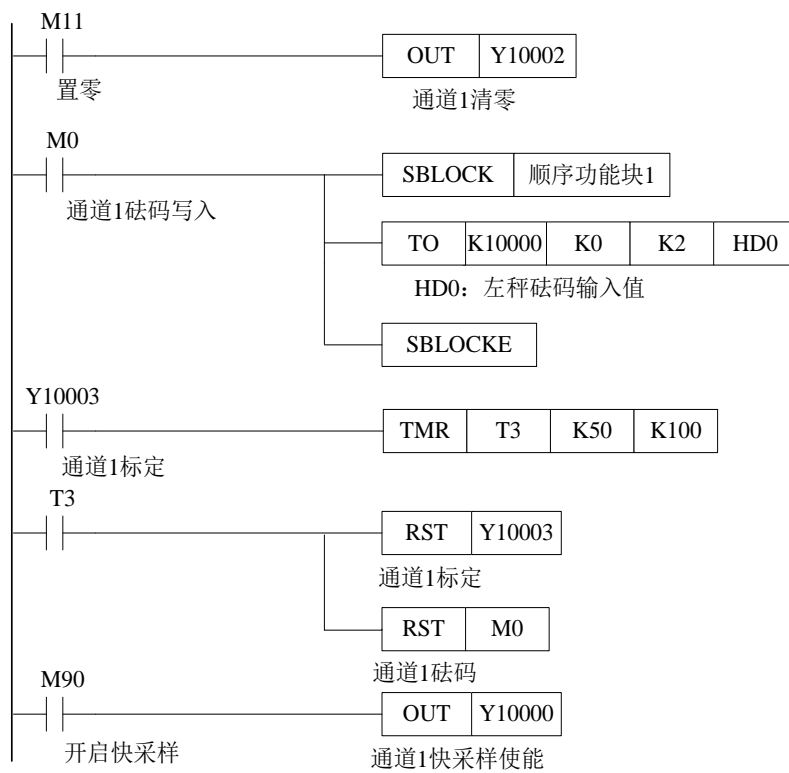 M11
OUT Y10002
置零
通道1清零
M0
SBLOCK 顺序功能块1
通道1砝码写入
TO K10000 K0 K2 HD0
HD0：左秤砝码输入值
SBLOCKE
Y10003
TMR T3 K50 K100
通道1标定
T3
RST Y10003
通道1标定
RST M0
通道1砝码
M90
OUT Y10000
开启快采样
通道1快采样使能